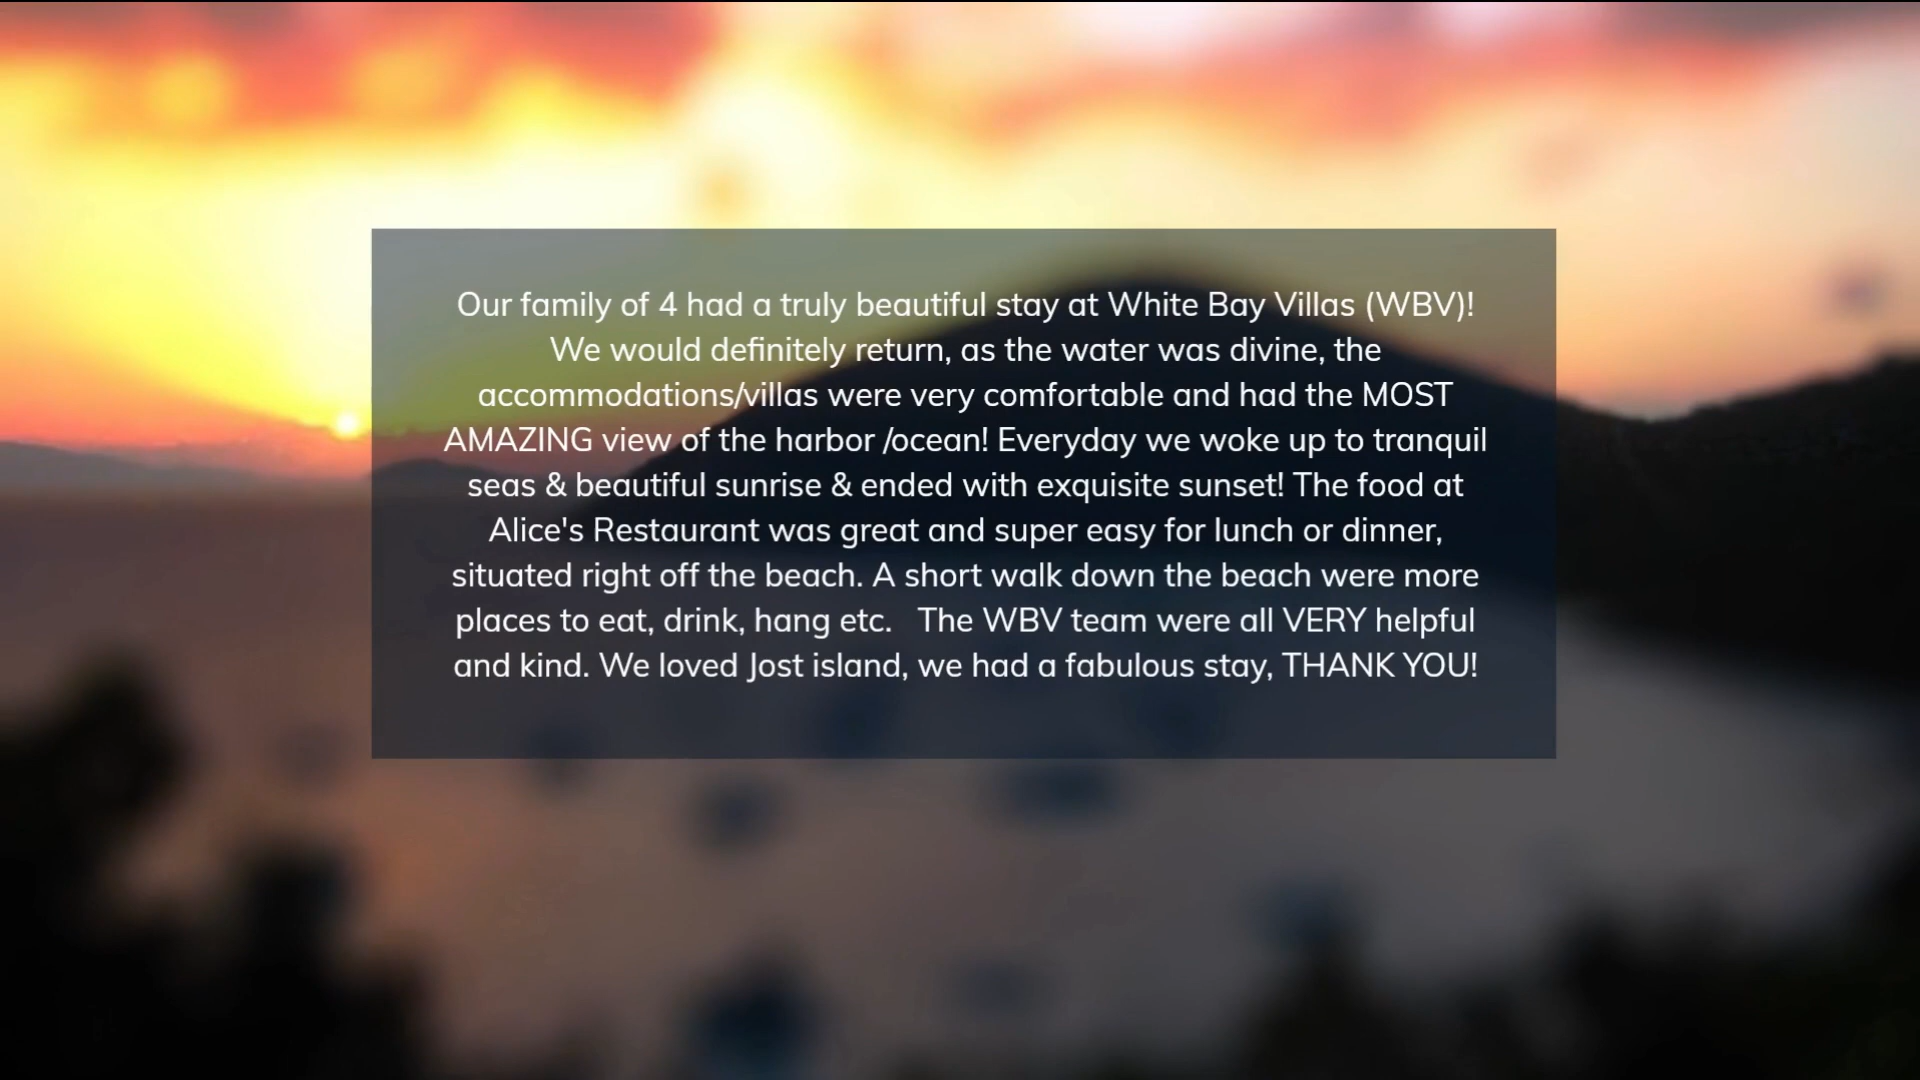 Our family of 4 had a truly beautiful stay at White Bay Villas (WBV)!
We would definitely return, as the water was divine, the
accommodations/villas were very comfortable and had the MOST
AMAZING view of the harbor /ocean! Everyday we woke up to tranquil
seas & beautiful sunrise & ended with exquisite sunset! The food at
Alice's Restaurant was great and super easy for lunch or dinner,
situated right off the beach. A short walk down the beach were more
places to eat, drink, hang etc.   The WBV team were all VERY helpful
and kind. We loved Jost island, we had a fabulous stay, THANK YOU!